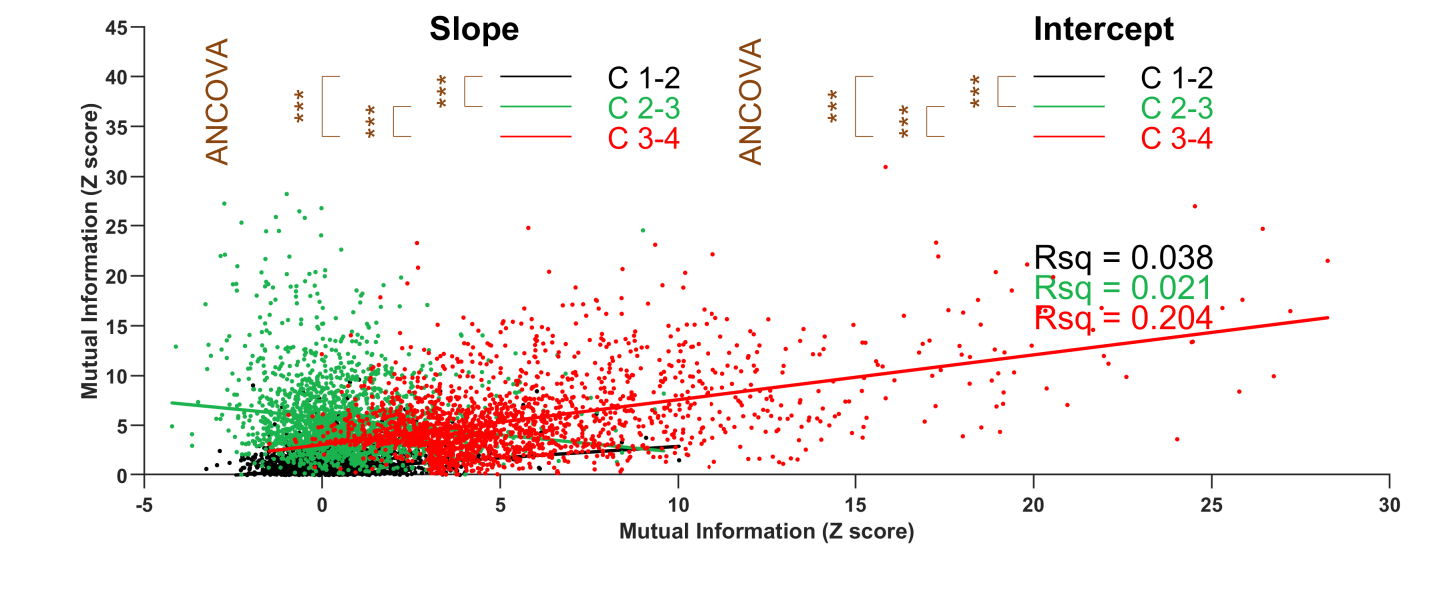 Slope
Intercept
ANCOVA
***
***
***
C 1-2
C 2-3
C 3-4
ANCOVA
***
***
***
C 1-2
C 2-3
C 3-4
Rsq = 0.038
Rsq = 0.021
Rsq = 0.204
Mutual Information (Z score)
45
40
35
30
25
20
15
10
5
0
-5
0
5
10
15
20
25
30
Mutual Information (Z score)